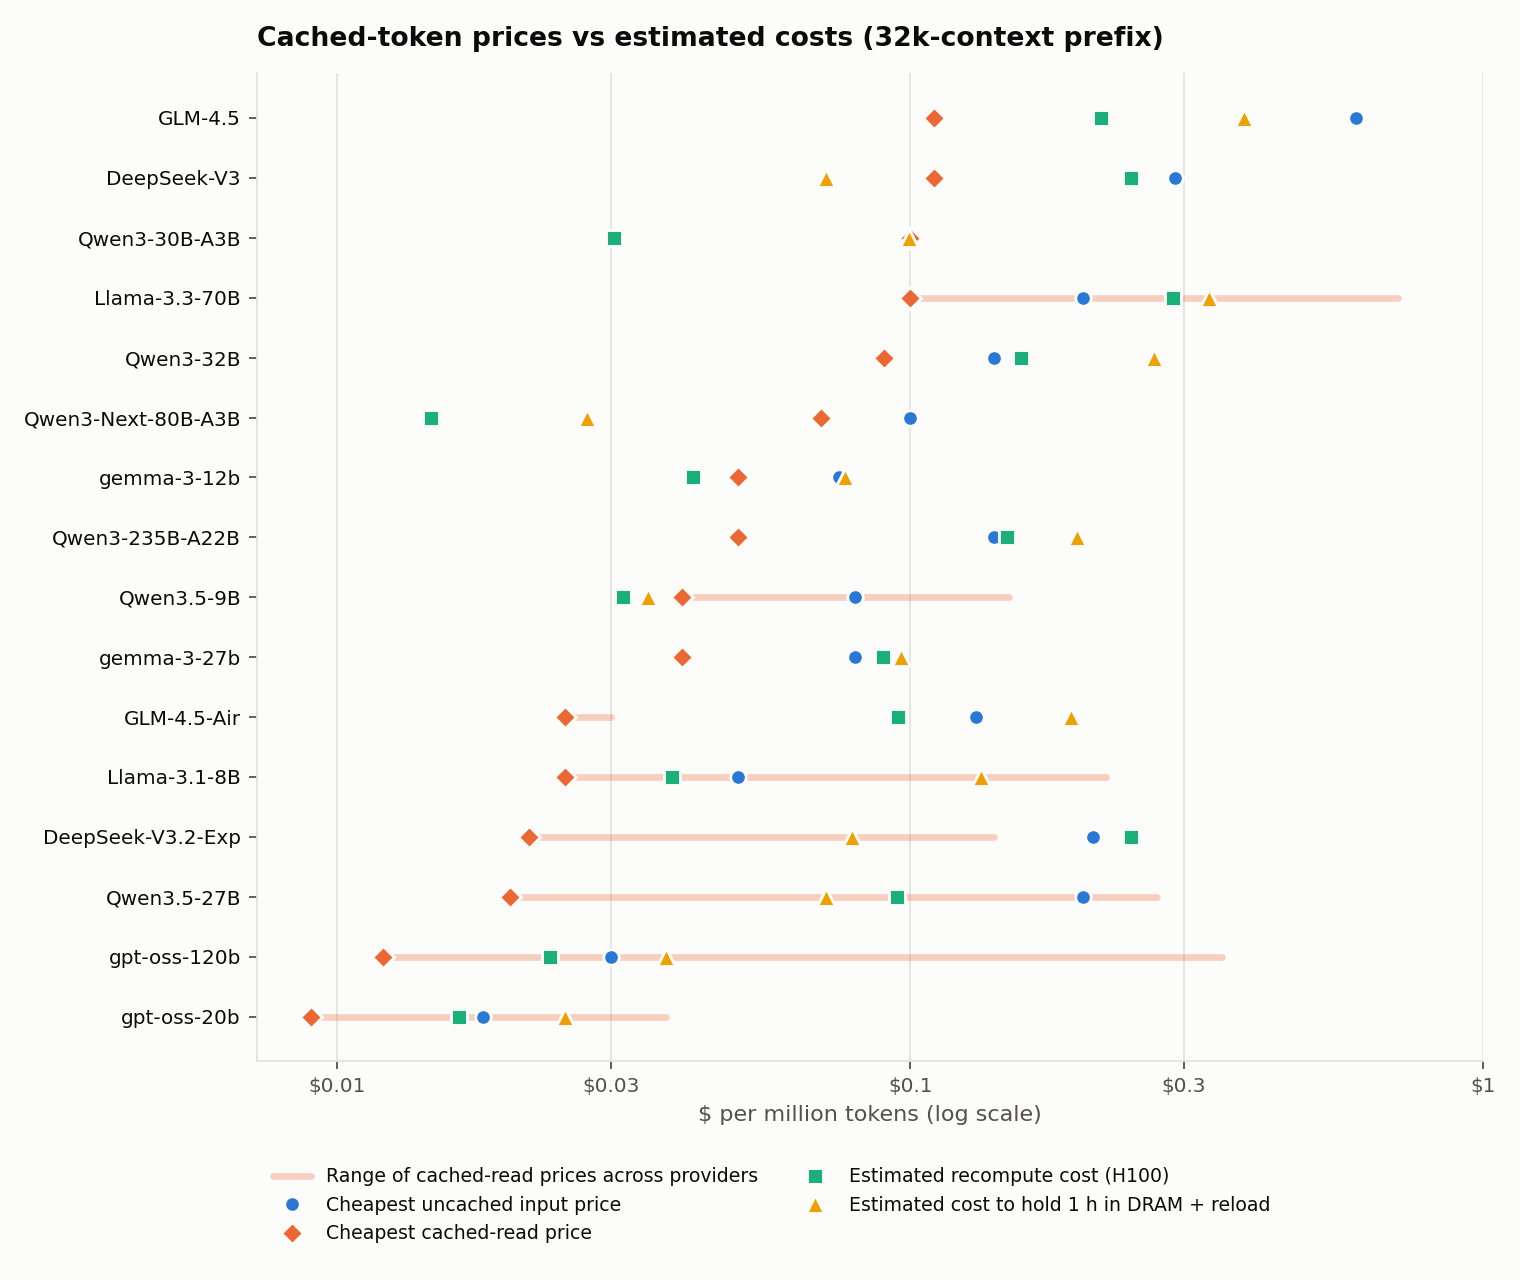 Cached-token prices vs estimated costs (32k-context prefix)
GLM-4.5
DeepSeek-V3
Qwen3-30B-A3B
Llama-3.3-70B
Qwen3-32B
Qwen3-Next-80B-A3B
gemma-3-12b
Qwen3-235B-A22B
Qwen3.5-9B
gemma-3-27b
GLM-4.5-Air
Llama-3.1-8B
DeepSeek-V3.2-Exp
Qwen3.5-27B
gpt-oss-120b
gpt-oss-20b
$0.01 $0.03 $0.1 $0.3 $1
$ per million tokens (log scale)
Range of cached-read prices across providers
Cheapest uncached input price
Cheapest cached-read price
Estimated recompute cost (H100)
Estimated cost to hold 1 h in DRAM + reload